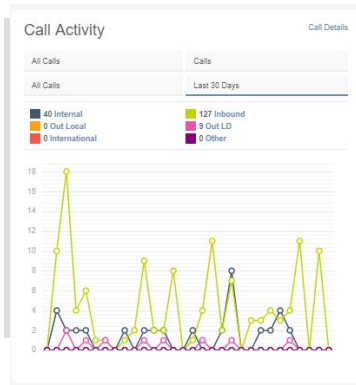 Call Activity Call Details
All Calls Calls
All Calls Last 30 Days
40 Internal 127 Inbound
0 Out Local 9 Out LD
0 International 0 Other
18
16
14
12
10
8
6
4
2
0